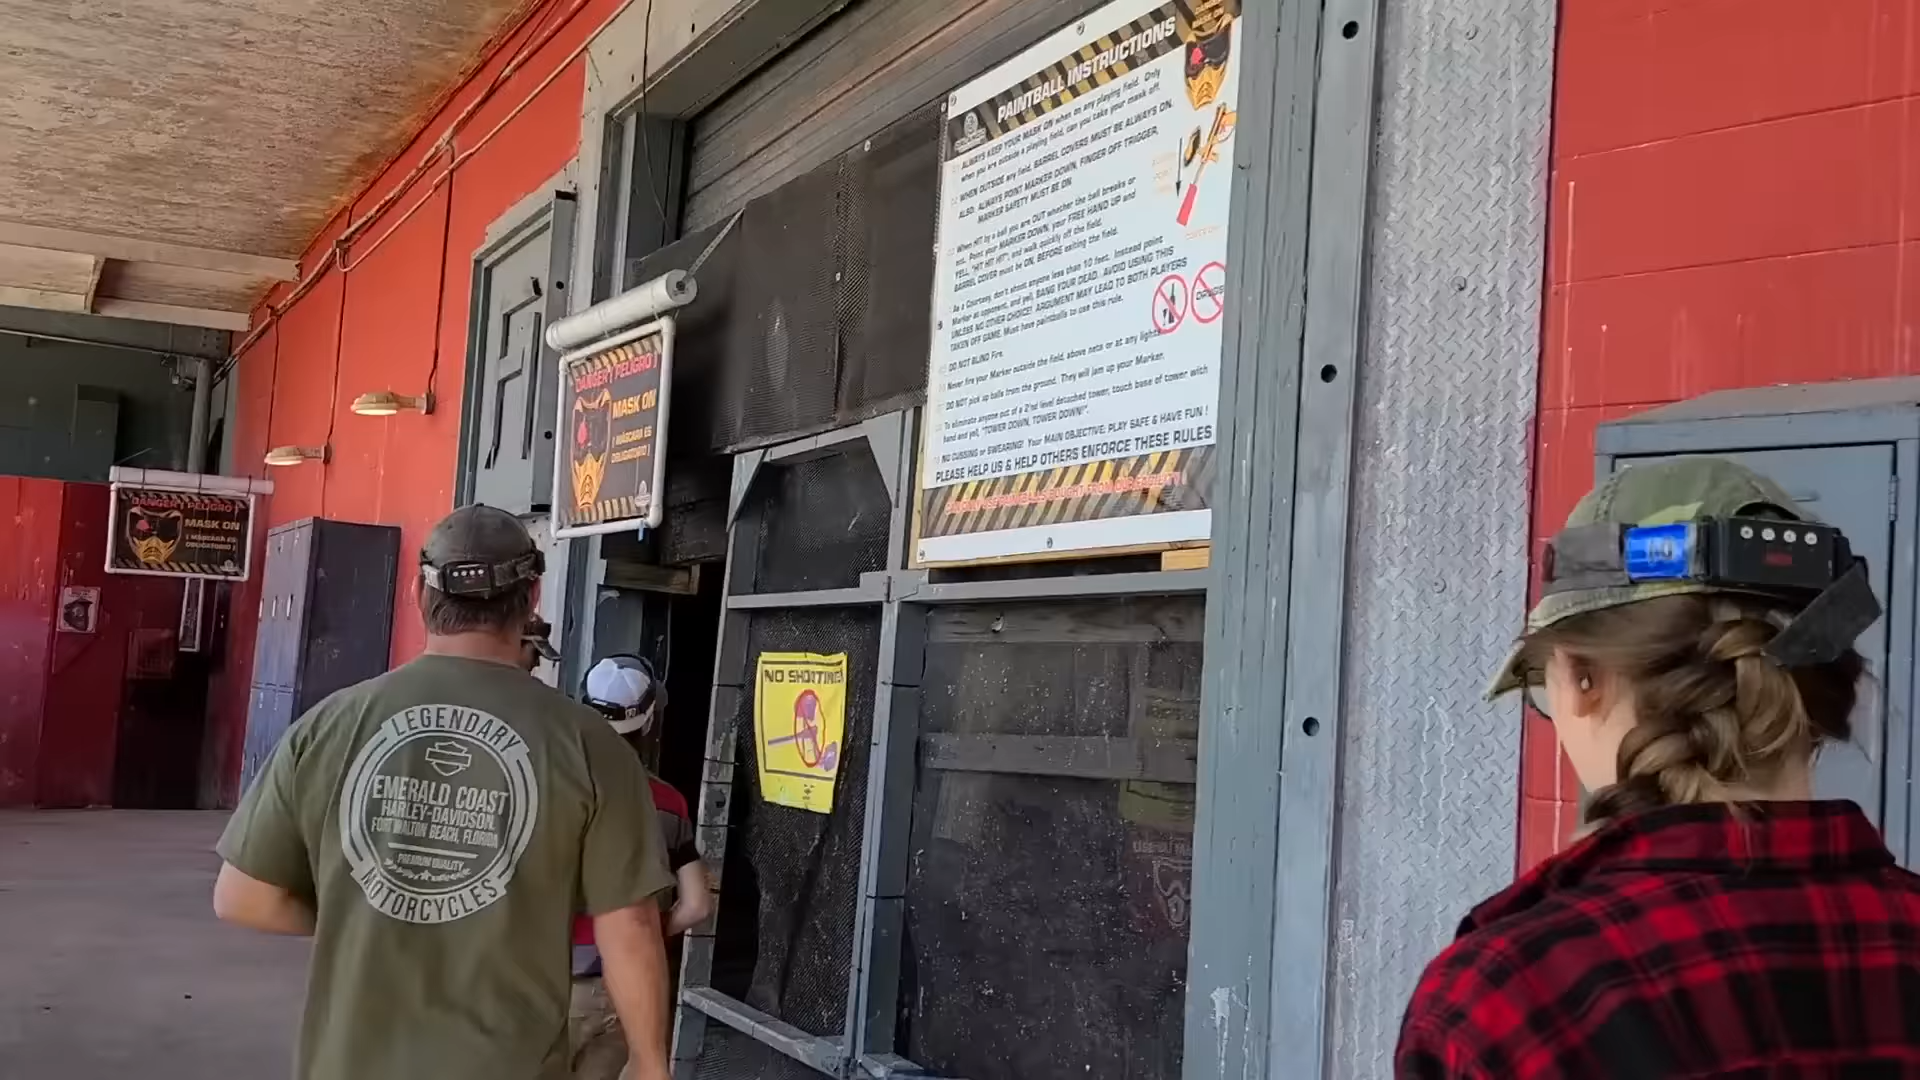 PAINTBALL INSTRUCTIONS
ALWAYS KEEP YOUR MASK ON when on any playing field. Only
when you are outside a playing field, can you take your mask off.
WHEN OUTSIDE any field, BARREL COVERS MUST BE ALWAYS ON.
ALSO: ALWAYS POINT MARKER DOWN, FINGER OFF TRIGGER,
MARKER SAFETY MUST BE ON
When HIT by a ball you are OUT whether the ball breaks or
not. Point your MARKER DOWN, your FREE HAND UP and
YELL, "HIT HIT HIT", and walk quickly off the field.
BARREL COVER must be ON, BEFORE exiting the field.
As a Courtesy, don't shoot anyone less than 10 feet. Instead point
Marker at opponent, and yell, BANG YOUR DEAD. AVOID USING THIS
UNLESS NO OTHER CHOICE! ARGUMENT MAY LEAD TO BOTH PLAYERS
TAKEN OFF GAME. Must have paintballs to use this rule.
DO NOT BLIND Fire.
Never fire your Marker outside the field, above nets or at any lights
DO NOT pick up balls from the ground. They will jam up your Marker.
To eliminate anyone out of a 2'nd level detached tower, touch base of tower with
hand and yell, "TOWER DOWN, TOWER DOWN!".
NO CUSSING or SWEARING! Your MAIN OBJECTIVE: PLAY SAFE & HAVE FUN !
PLEASE HELP US & HELP OTHERS ENFORCE THESE RULES
DRUGS
DANGER ! PELIGRO !
MASK ON
( MÁSCARA ES
OBLIGATORIO )
DANGER ! PELIGRO !
MASK ON
( MÁSCARA ES
OBLIGATORIO )
NO SHOOTING!
LEGENDARY
EMERALD COAST
HARLEY-DAVIDSON
FORT WALTON BEACH, FLORIDA
PREMIUM QUALITY
MOTORCYCLES